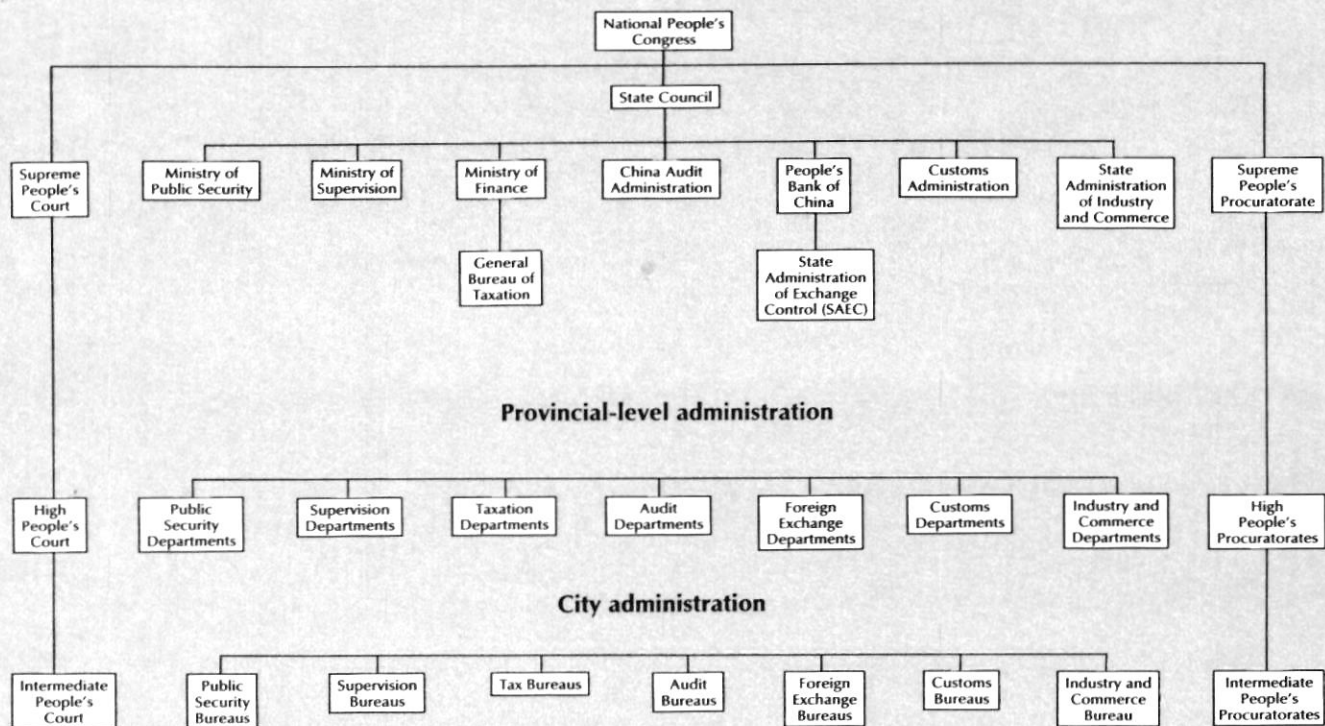 National People's
Congress
State Council
Supreme
People's
Court
Ministry of
Public Security
Ministry of
Supervision
Ministry of
Finance
China Audit
Administration
People's
Bank of
China
Customs
Administration
State
Administration
of Industry
and Commerce
Supreme
People's
Procuratorate
General
Bureau of
Taxation
State
Administration
of Exchange
Control (SAEC)
Provincial-level administration
High
People's
Court
Public
Security
Departments
Supervision
Departments
Taxation
Departments
Audit
Departments
Foreign
Exchange
Departments
Customs
Departments
Industry and
Commerce
Departments
High
People's
Procuratorates
City administration
Intermediate
People's
Court
Public
Security
Bureaus
Supervision
Bureaus
Tax Bureaus
Audit
Bureaus
Foreign
Exchange
Bureaus
Customs
Bureaus
Industry and
Commerce
Bureau
Intermediate
People's
Procuratorates